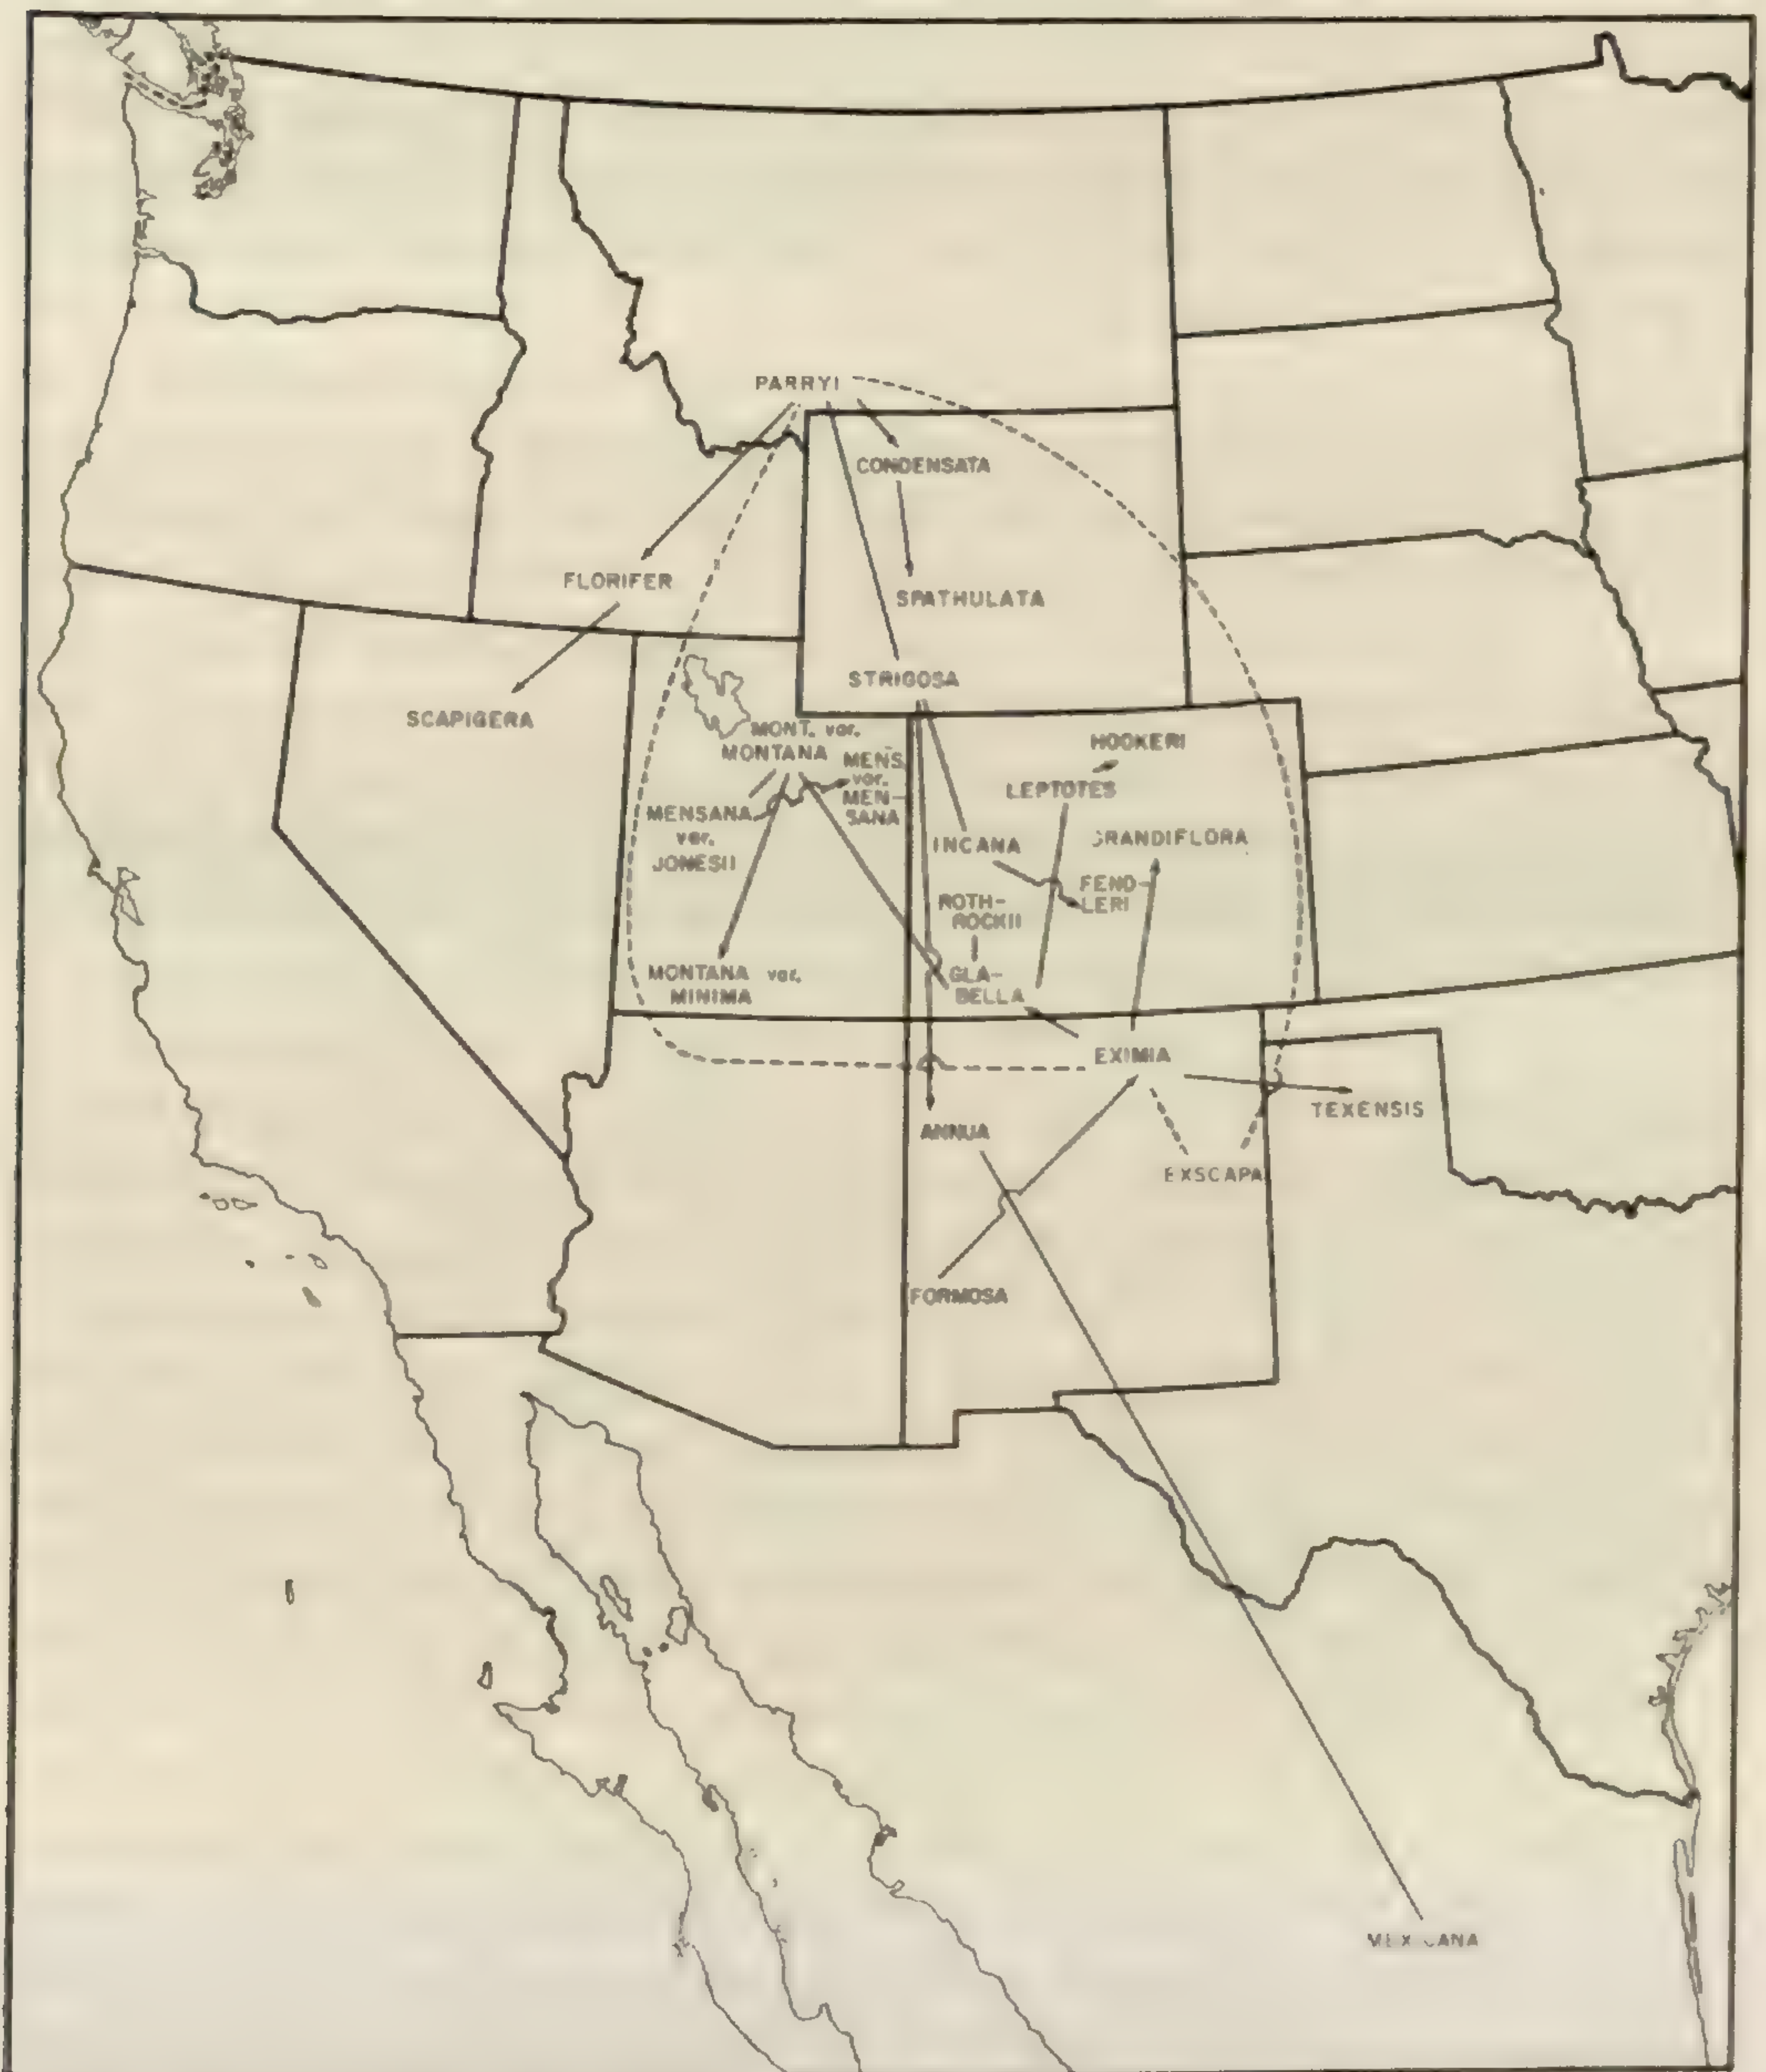 PARRYI
CONDENSATA
FLORIFER
SPATHULATA
STRIGOSA
SCAPIGERA
MONT. var.
MONTANA
MENS.
var.
MEN-
SANA
HOOKERI
LEPTOTES
MENSANA
var.
JONESII
INCANA
GRANDIFLORA
FEND-
LERI
ROTH-
ROCKII
MONTANA var.
MINIMA
GLA-
BELLA
EXIMIA
TEXENSIS
ANNUA
EXSCAPA
FORMOSA
MEXICANA